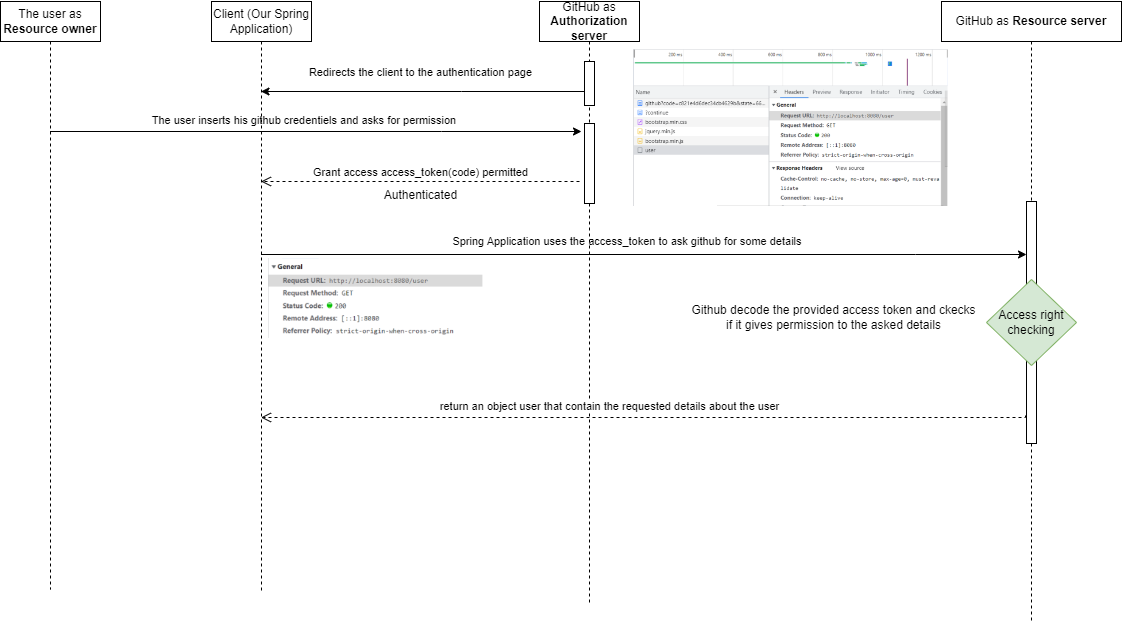 The user as
Resource owner
Client (Our Spring
Application)
GitHub as
Authorization
server
GitHub as Resource server
Redirects the client to the authentication page
The user inserts his github credentiels and asks for permission
Grant access access_token(code) permitted
Authenticated
200 ms
400 ms
600 ms
800 ms
1000 ms
1200 ms
Name
?continue
bootstrap.min.css
jquery.min.js
bootstrap.min.js
user
Headers Preview Response Initiator Timing Cookies
General
Request URL: http://localhost:8080/user
Request Method: GET
Status Code: 200
Remote Address: [::1]:8080
Referrer Policy: strict-origin-when-cross-origin
Response Headers View source
Cache-Control: no-cache, no-store, max-age=0, must-reva
lidate
Connection: keep-alive
Spring Application uses the access_token to ask github for some details
General
Request URL: http://localhost:8080/user
Request Method: GET
Status Code: 200
Remote Address: [::1]:8080
Referrer Policy: strict-origin-when-cross-origin
Github decode the provided access token and ckecks
if it gives permission to the asked details
Access right
checking
return an object user that contain the requested details about the user